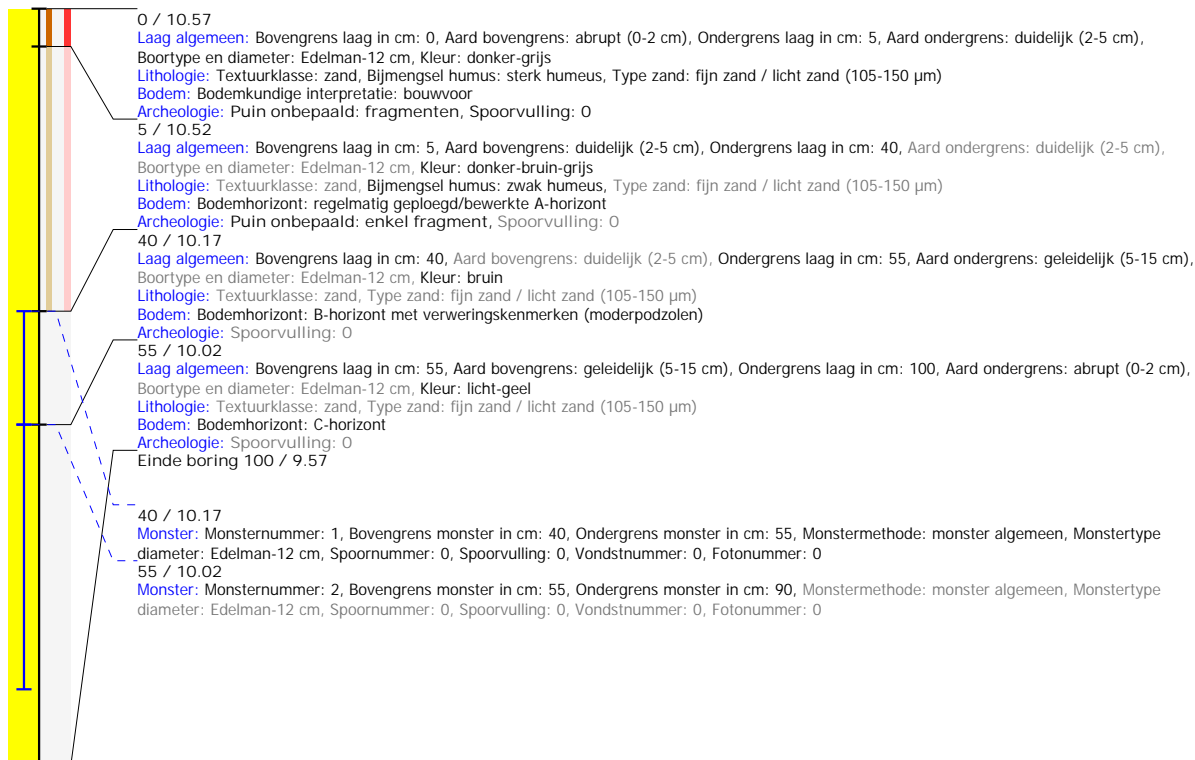 0 / 10.57
Laag algemeen: Bovengrens laag in cm: 0, Aard bovengrens: abrupt (0-2 cm), Ondergrens laag in cm: 5, Aard ondergrens: duidelijk (2-5 cm),
Boortype en diameter: Edelman-12 cm, Kleur: donker-grijs
Lithologie: Textuurklasse: zand, Bijmengsel humus: sterk humeus, Type zand: fijn zand / licht zand (105-150 µm)
Bodem: Bodemkundige interpretatie: bouwvoor
Archeologie: Puin onbepaald: fragmenten, Spoorvulling: 0
5 / 10.52
Laag algemeen: Bovengrens laag in cm: 5, Aard bovengrens: duidelijk (2-5 cm), Ondergrens laag in cm: 40, Aard ondergrens: duidelijk (2-5 cm),
Boortype en diameter: Edelman-12 cm, Kleur: donker-bruin-grijs
Lithologie: Textuurklasse: zand, Bijmengsel humus: zwak humeus, Type zand: fijn zand / licht zand (105-150 µm)
Bodem: Bodemhorizont: regelmatig geploegd/bewerkte A-horizont
Archeologie: Puin onbepaald: enkel fragment, Spoorvulling: 0
40 / 10.17
Laag algemeen: Bovengrens laag in cm: 40, Aard bovengrens: duidelijk (2-5 cm), Ondergrens laag in cm: 55, Aard ondergrens: geleidelijk (5-15 cm),
Boortype en diameter: Edelman-12 cm, Kleur: bruin
Lithologie: Textuurklasse: zand, Type zand: fijn zand / licht zand (105-150 µm)
Bodem: Bodemhorizont: B-horizont met verweringskenmerken (moderpodzolen)
Archeologie: Spoorvulling: 0
55 / 10.02
Laag algemeen: Bovengrens laag in cm: 55, Aard bovengrens: geleidelijk (5-15 cm), Ondergrens laag in cm: 100, Aard ondergrens: abrupt (0-2 cm),
Boortype en diameter: Edelman-12 cm, Kleur: licht-geel
Lithologie: Textuurklasse: zand, Type zand: fijn zand / licht zand (105-150 µm)
Bodem: Bodemhorizont: C-horizont
Archeologie: Spoorvulling: 0
Einde boring 100 / 9.57
40 / 10.17
Monster: Monsternummer: 1, Bovengrens monster in cm: 40, Ondergrens monster in cm: 55, Monstermethode: monster algemeen, Monstertype
diameter: Edelman-12 cm, Spoornummer: 0, Spoorvulling: 0, Vondstnummer: 0, Fotonummer: 0
55 / 10.02
Monster: Monsternummer: 2, Bovengrens monster in cm: 55, Ondergrens monster in cm: 90, Monstermethode: monster algemeen, Monstertype
diameter: Edelman-12 cm, Spoornummer: 0, Spoorvulling: 0, Vondstnummer: 0, Fotonummer: 0